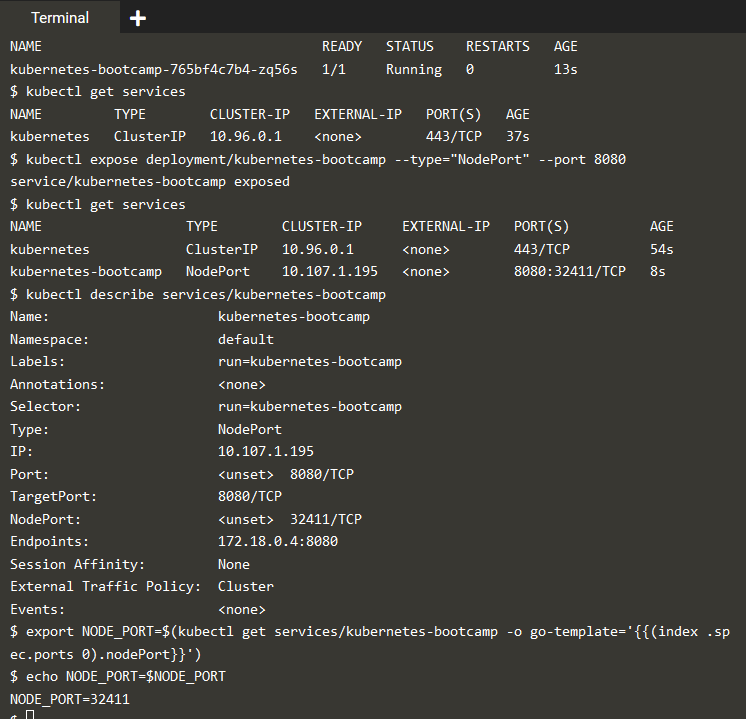 Terminal +
NAME READY STATUS RESTARTS AGE
kubernetes-bootcamp-765bf4c7b4-zq56s 1/1 Running 0 13s
$ kubectl get services
NAME TYPE CLUSTER-IP EXTERNAL-IP PORT(S) AGE
kubernetes ClusterIP 10.96.0.1 <none> 443/TCP 37s
$ kubectl expose deployment/kubernetes-bootcamp --type="NodePort" --port 8080
service/kubernetes-bootcamp exposed
$ kubectl get services
NAME TYPE CLUSTER-IP EXTERNAL-IP PORT(S) AGE
kubernetes ClusterIP 10.96.0.1 <none> 443/TCP 54s
kubernetes-bootcamp NodePort 10.107.1.195 <none> 8080:32411/TCP 8s
$ kubectl describe services/kubernetes-bootcamp
Name: kubernetes-bootcamp
Namespace: default
Labels: run=kubernetes-bootcamp
Annotations: <none>
Selector: run=kubernetes-bootcamp
Type: NodePort
IP: 10.107.1.195
Port: <unset> 8080/TCP
TargetPort: 8080/TCP
NodePort: <unset> 32411/TCP
Endpoints: 172.18.0.4:8080
Session Affinity: None
External Traffic Policy: Cluster
Events: <none>
$ export NODE_PORT=$(kubectl get services/kubernetes-bootcamp -o go-template='{{(index .sp
ec.ports 0).nodePort}}')
$ echo NODE_PORT=$NODE_PORT
NODE_PORT=32411
$